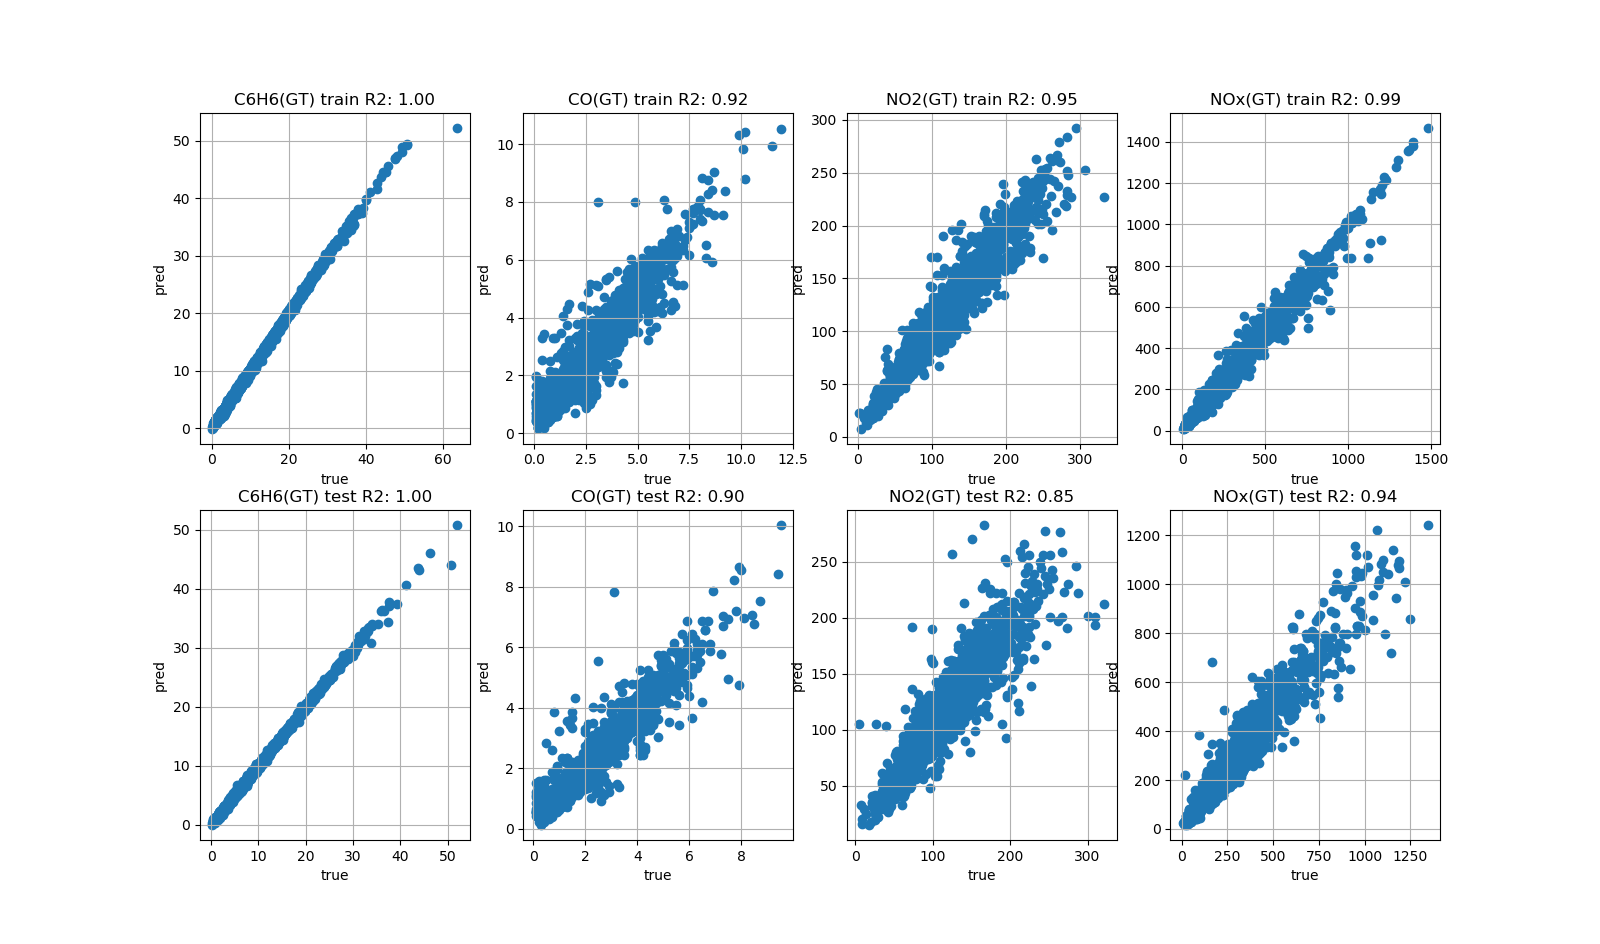 C6H6(GT) train R2: 1.00
50
40
30
20
10
0
pred
0 20 40 60
true
CO(GT) train R2: 0.92
10
8
6
4
2
0
pred
0.0 2.5 5.0 7.5 10.0 12.5
true
NO2(GT) train R2: 0.95
300
250
200
150
100
50
0
pred
0 100 200 300
true
NOx(GT) train R2: 0.99
1400
1200
1000
800
600
400
200
0
pred
0 500 1000 1500
true
C6H6(GT) test R2: 1.00
50
40
30
20
10
0
pred
0 10 20 30 40 50
true
CO(GT) test R2: 0.90
10
8
6
4
2
0
pred
0 2 4 6 8
true
NO2(GT) test R2: 0.85
250
200
150
100
50
pred
0 100 200 300
true
NOx(GT) test R2: 0.94
1200
1000
800
600
400
200
0
pred
0 250 500 750 1000 1250
true